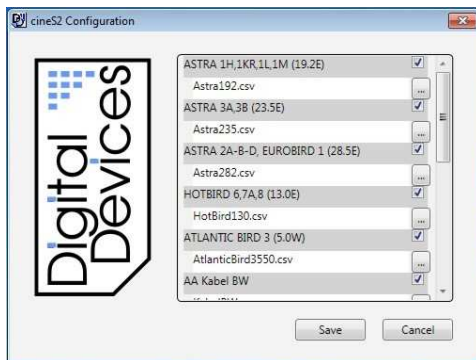 cineS2 Configuration
Digital
Devices
ASTRA 1H,1KR,1L,1M (19.2E)
Astra192.csv
...
ASTRA 3A,3B (23.5E)
Astra235.csv
...
ASTRA 2A-B-D, EUROBIRD 1 (28.5E)
Astra282.csv
...
HOTBIRD 6,7A,8 (13.0E)
HotBird130.csv
...
ATLANTIC BIRD 3 (5.0W)
AtlanticBird3550.csv
...
AA Kabel BW
Save
Cancel